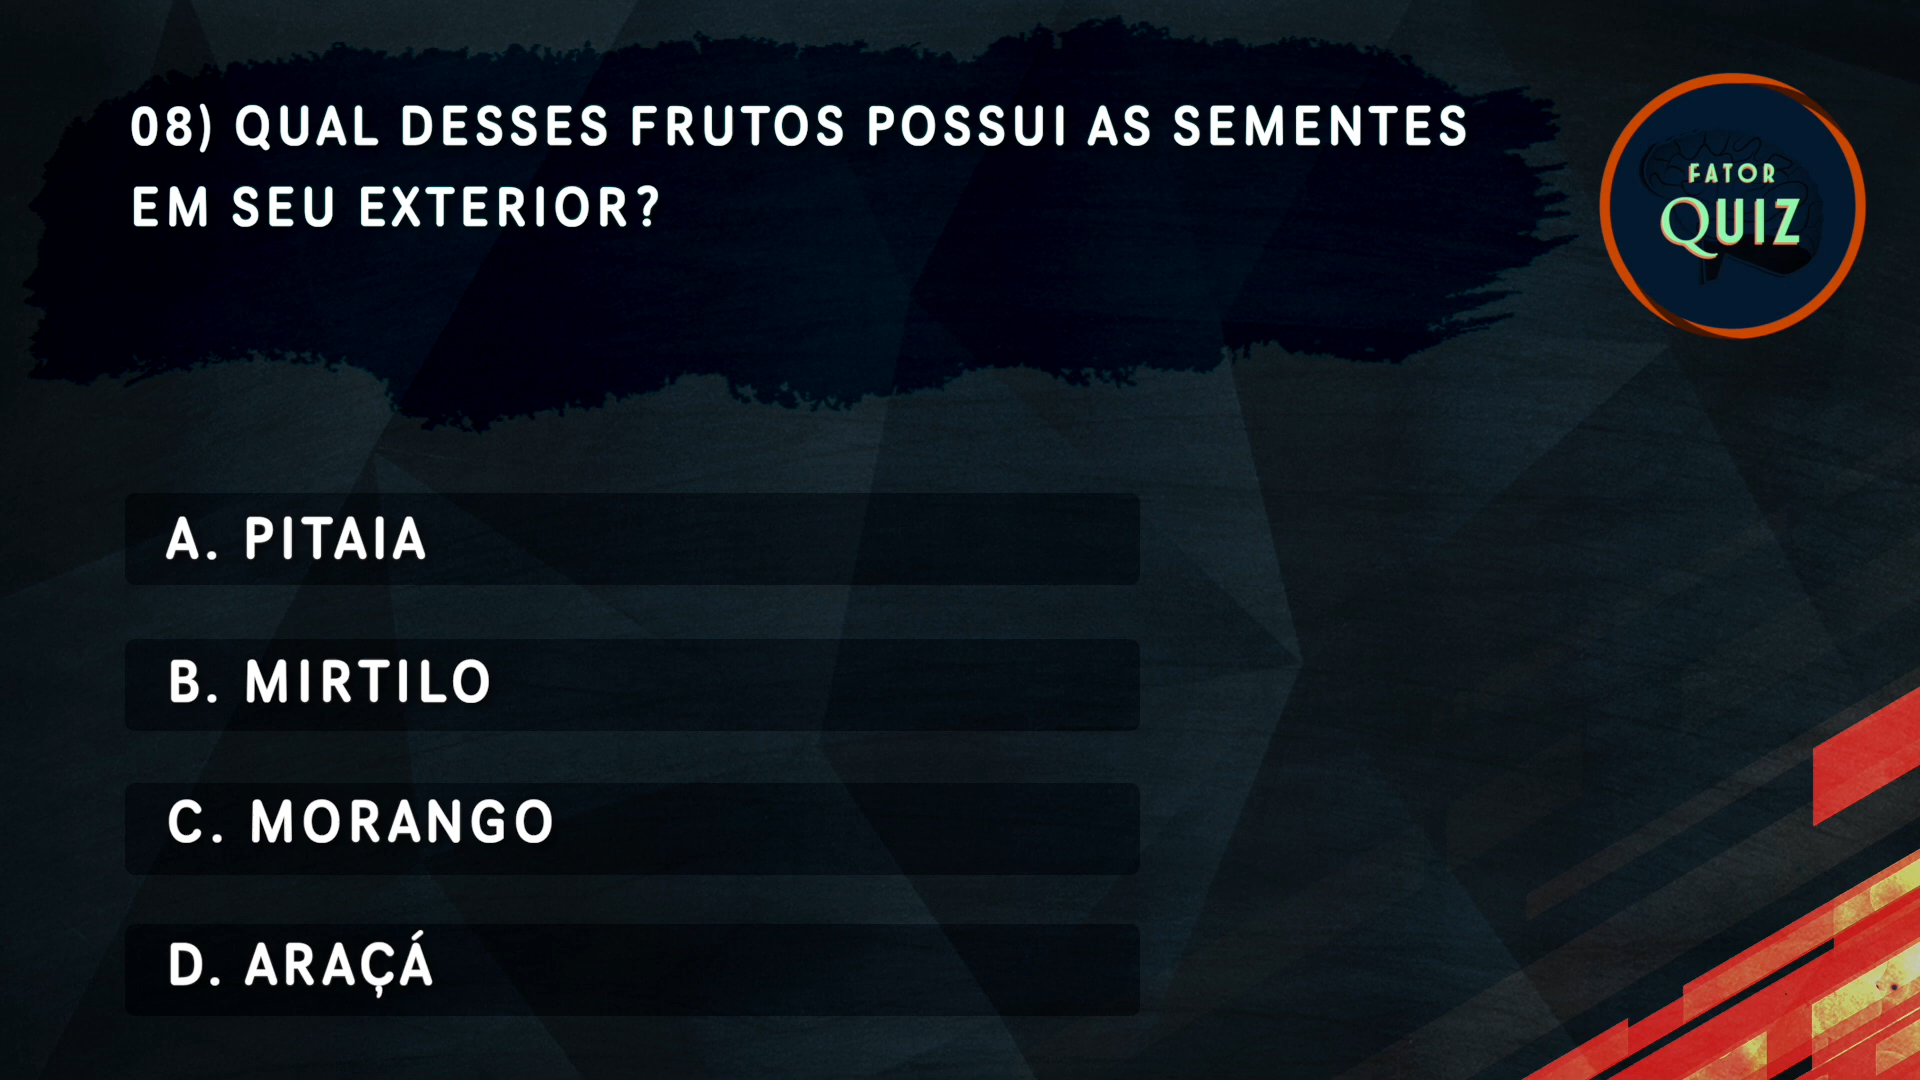 08) QUAL DESSES FRUTOS POSSUI AS SEMENTES
EM SEU EXTERIOR?
FATOR
QUIZ
A. PITAIA
B. MIRTILO
C. MORANGO
D. ARAÇÁ